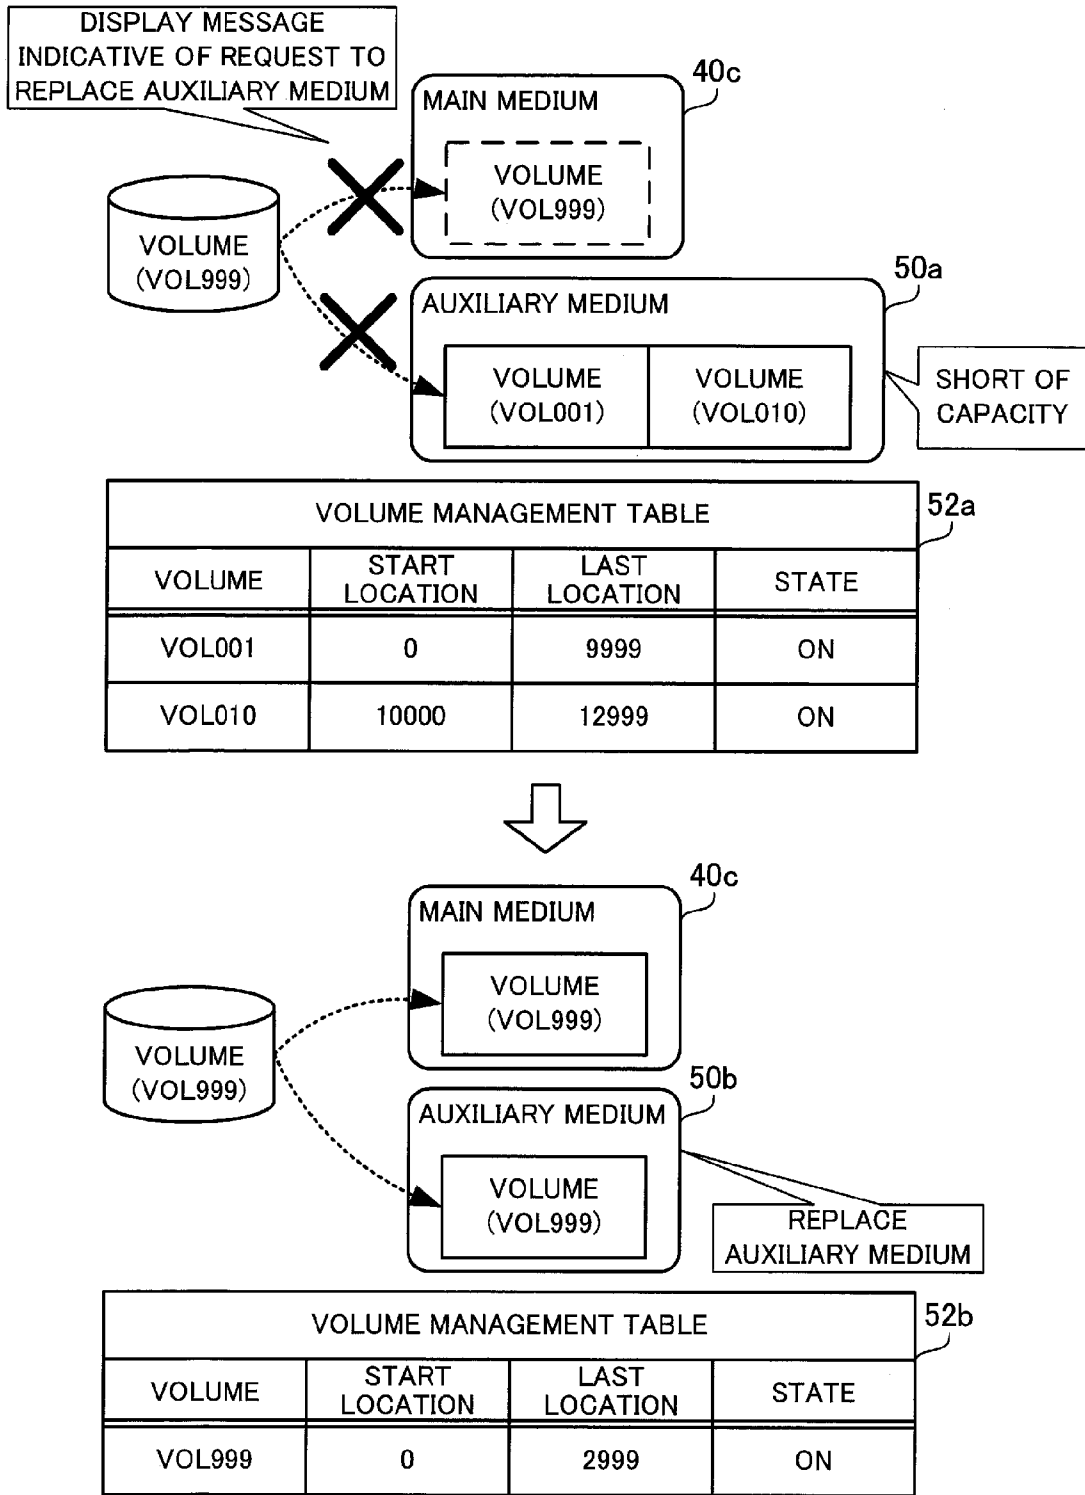 DISPLAY MESSAGE
INDICATIVE OF REQUEST TO
REPLACE AUXILIARY MEDIUM
40c
MAIN MEDIUM
VOLUME
(VOL999)
VOLUME
(VOL999)
50a
AUXILIARY MEDIUM
VOLUME
(VOL001)
VOLUME
(VOL010)
SHORT OF
CAPACITY
52a
VOLUME MANAGEMENT TABLE
VOLUME START LOCATION LAST LOCATION STATE
VOL001 0 9999 ON
VOL010 10000 12999 ON
40c
MAIN MEDIUM
VOLUME
(VOL999)
VOLUME
(VOL999)
50b
AUXILIARY MEDIUM
VOLUME
(VOL999)
REPLACE
AUXILIARY MEDIUM
52b
VOLUME MANAGEMENT TABLE
VOLUME START LOCATION LAST LOCATION STATE
VOL999 0 2999 ON